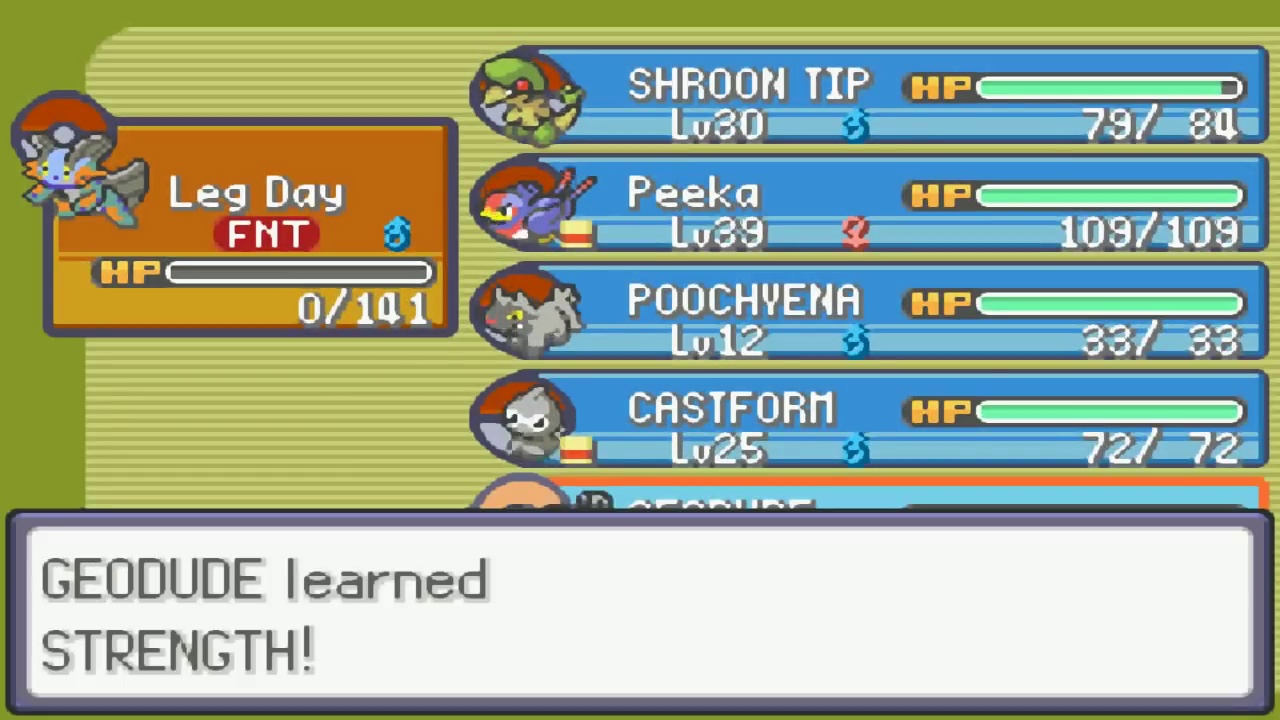 Leg Day
FNT
HP
0/141
SHROON TIP
HP
Lv30
79/ 84
Peeka
HP
Lv39
109/109
POOCHYENA
HP
Lv12
33/ 33
CASTFORM
HP
Lv25
72/ 72
GEODUDE
GEODUDE learned
STRENGTH!